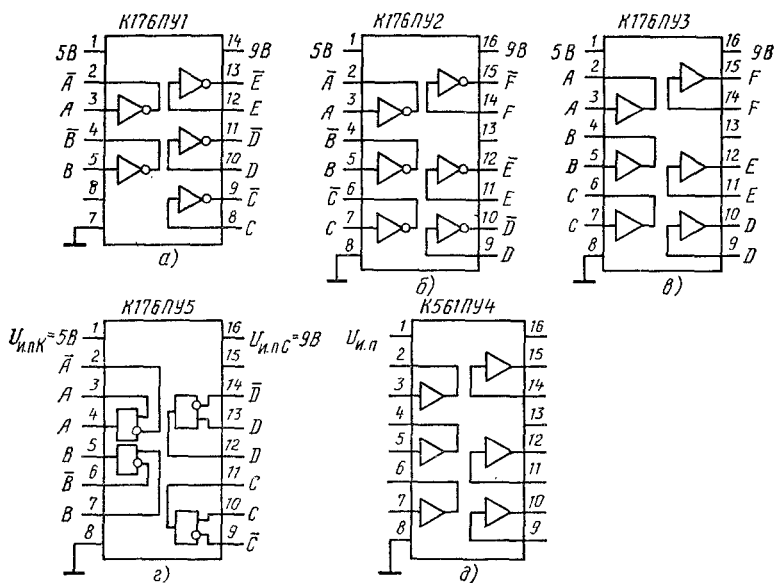 К176ПУ1
5В 1 14 9В
Ā 2 13 Ē
A 3 12 E
B̄ 4 11 D̄
B 5 10 D
8 9 C̄
7 8 C
а)
К176ПУ2
5В 1 16 9В
Ā 2 15 F̄
A 3 14 F
B̄ 4 13
B 5 12 Ē
C̄ 6 11 E
C 7 10 D̄
8 9 D
б)
К176ПУ3
5В 1 16 9В
A 2 15 F
A 3 14 F
B 4 13
B 5 12 E
C 6 11 E
C 7 10 D
8 9 D
в)
К176ПУ5
Uи.пК=5В 1 16 Uи.пС=9В
Ā 2 15
A 3 14 D̄
A 4 13 D
B 5 12 D
B̄ 6 11 C
B 7 10 C
8 9 C̄
г)
К561ПУ4
Uи.п 1 16
2 15
3 14
4 13
5 12
6 11
7 10
8 9
д)